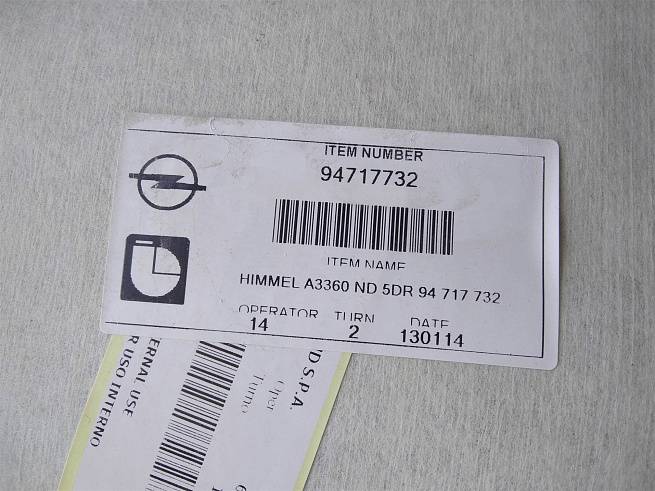 ITEM NUMBER
94717732
ITEM NAME
HIMMEL A3360 ND 5DR 94 717 732
OPERATOR TURN DATE
14 2 130114
S.P.A.
Oper
Turno
USE
USO INTERNO